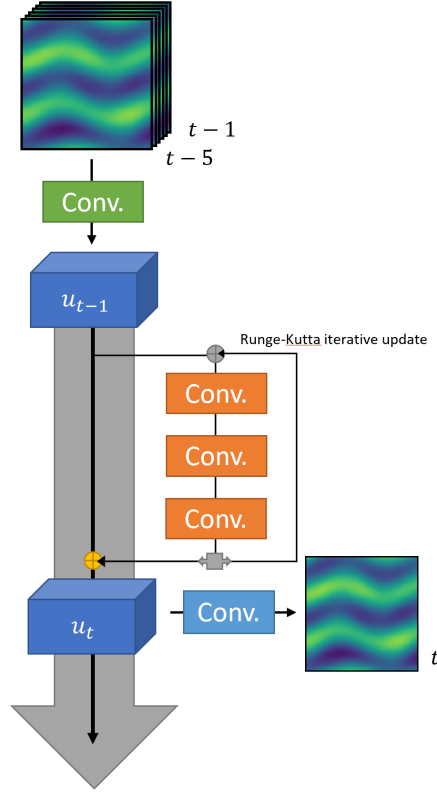 t − 1
t − 5
Conv.
u_{t−1}
Runge-Kutta iterative update
Conv.
Conv.
Conv.
u_t
Conv.
t